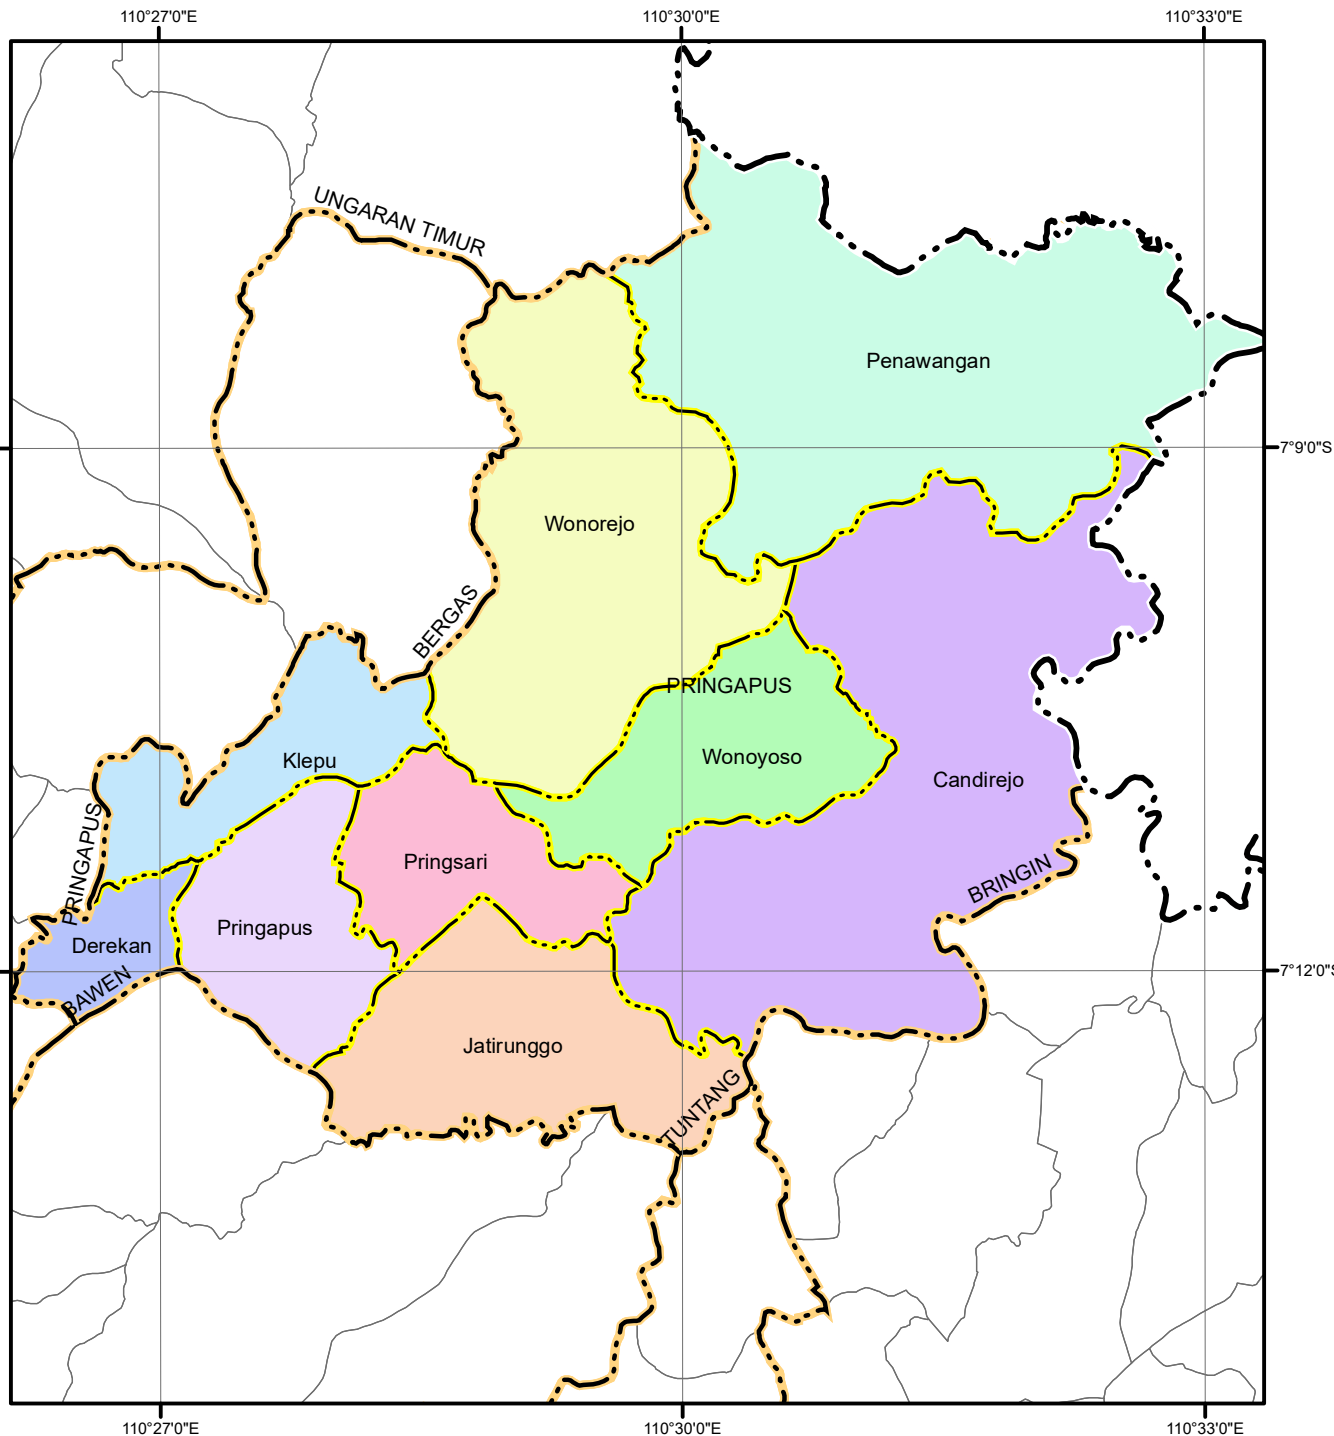 110°27'0"E
110°30'0"E
110°33'0"E
UNGARAN TIMUR
Penawangan
7°9'0"S
Wonorejo
BERGAS
PRINGAPUS
Wonoyoso
Klepu
Candirejo
PRINGAPUS
Pringsari
BRINGIN
Pringapus
Derekan
7°12'0"S
BAWEN
Jatirunggo
TUNTANG
110°27'0"E
110°30'0"E
110°33'0"E